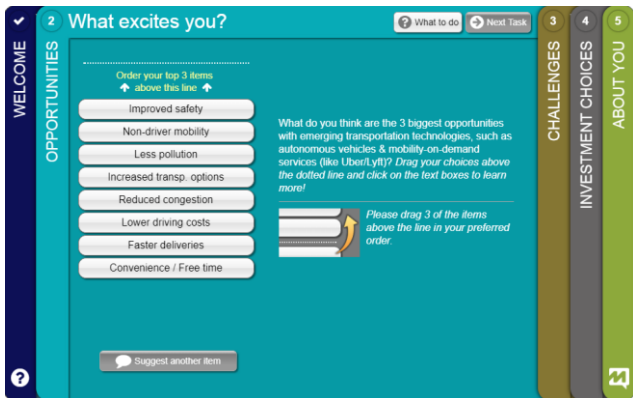 WELCOME
?
2
OPPORTUNITIES
What excites you?
? What to do
Next Task
Order your top 3 items
above this line
Improved safety
Non-driver mobility
Less pollution
Increased transp. options
Reduced congestion
Lower driving costs
Faster deliveries
Convenience / Free time
Suggest another item
What do you think are the 3 biggest opportunities
with emerging transportation technologies, such as
autonomous vehicles & mobility-on-demand
services (like Uber/Lyft)? Drag your choices above
the dotted line and click on the text boxes to learn
more!
Please drag 3 of the items
above the line in your preferred
order.
3
CHALLENGES
4
INVESTMENT CHOICES
5
ABOUT YOU